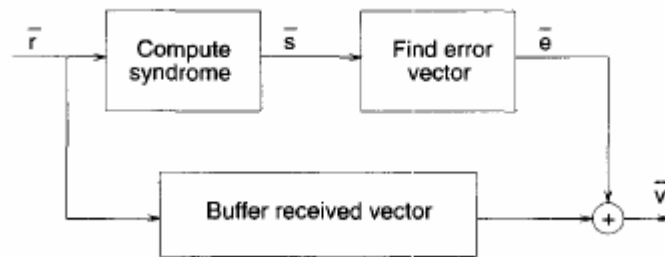 r̄
Compute
syndrome
s̄
Find error
vector
ē
Buffer received vector
+
v̄